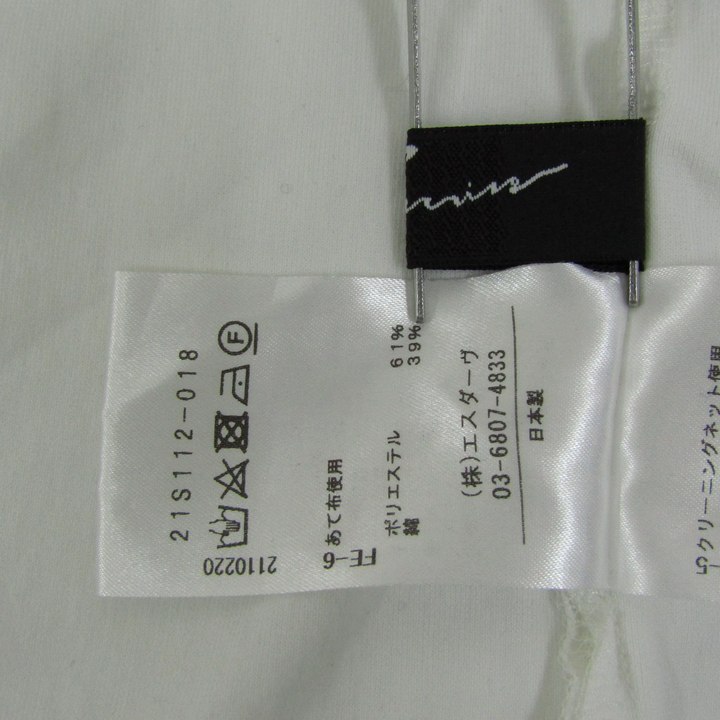 21S112-018
F
あて布使用
ポリエステル 61%
綿 39%
(株)エスダーヴ
03-6807-4833
日本製
2110220
FE-6
クリーニングネット使用